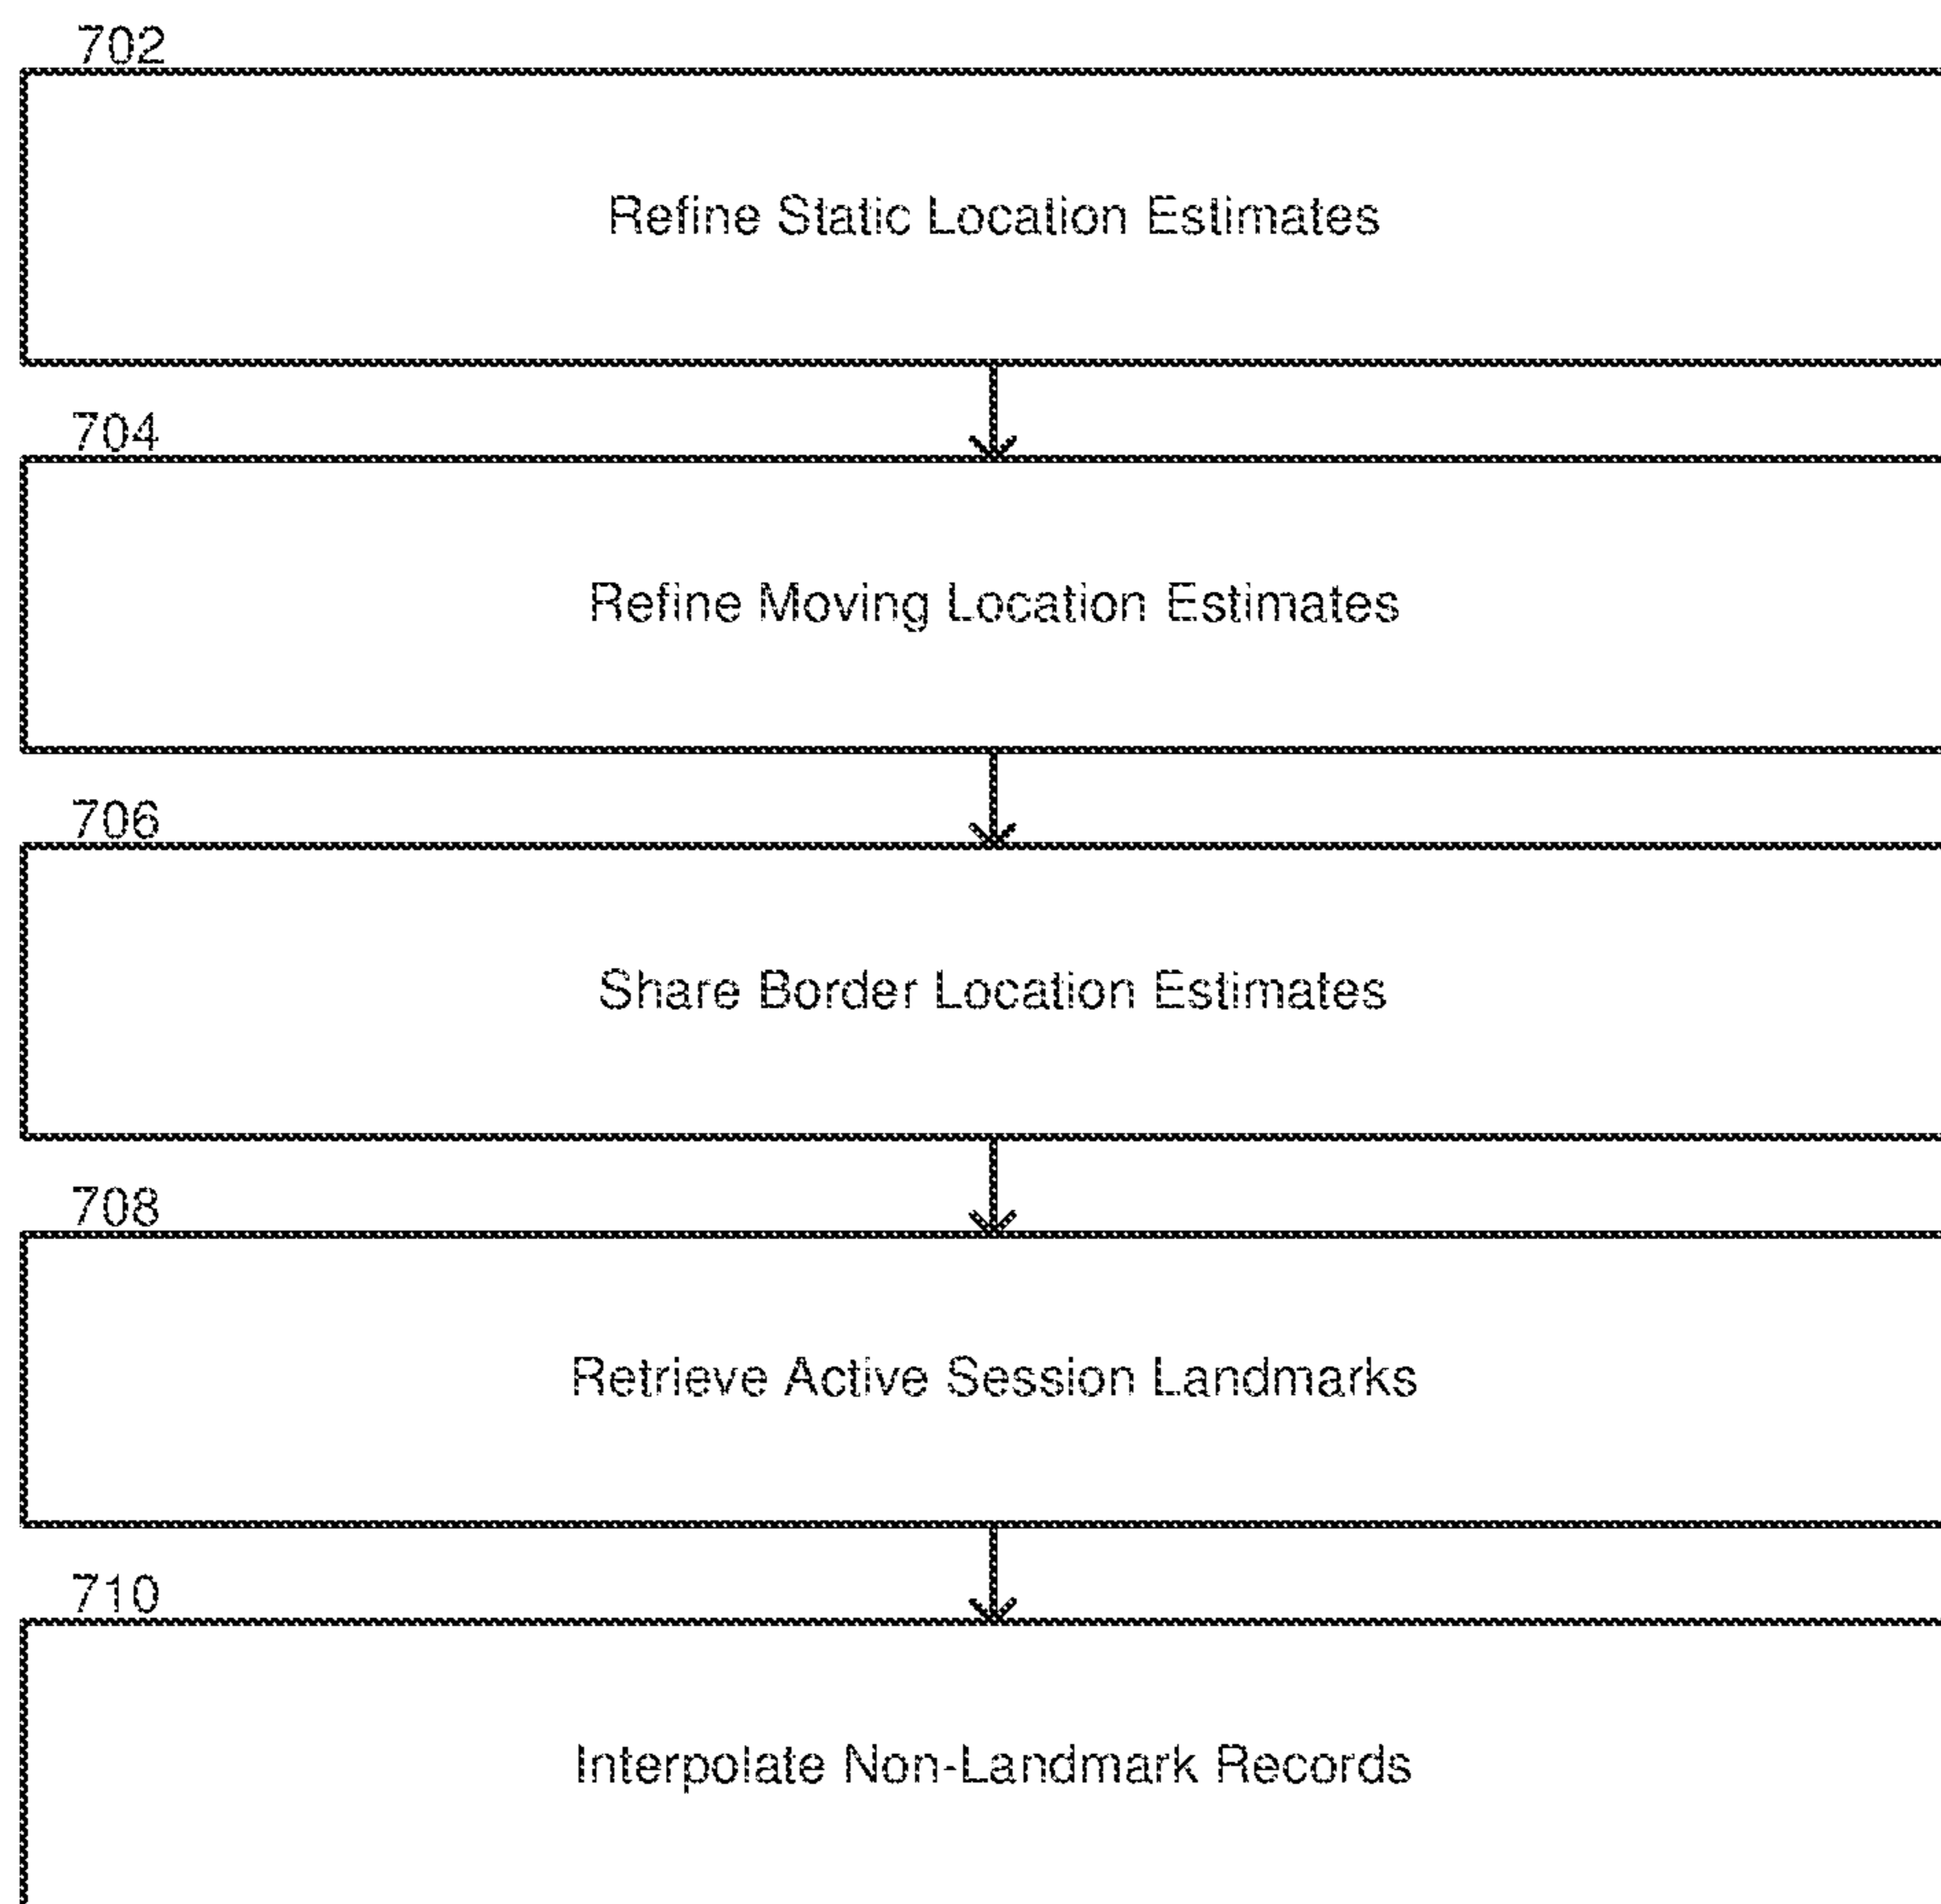 702
Refine Static Location Estimates
704
Refine Moving Location Estimates
706
Share Border Location Estimates
708
Retrieve Active Session Landmarks
710
Interpolate Non-Landmark Records